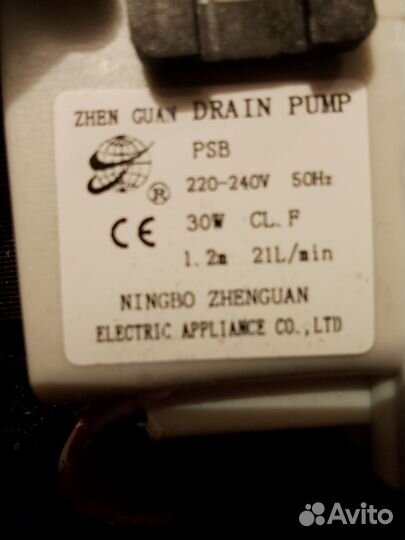 ZHEN GUAN DRAIN PUMP
PSB
220-240V 50Hz
® 
CE 30W CL.F
1.2m 21L/min
NINGBO ZHENGUAN
ELECTRIC APPLIANCE CO.,LTD
Avito